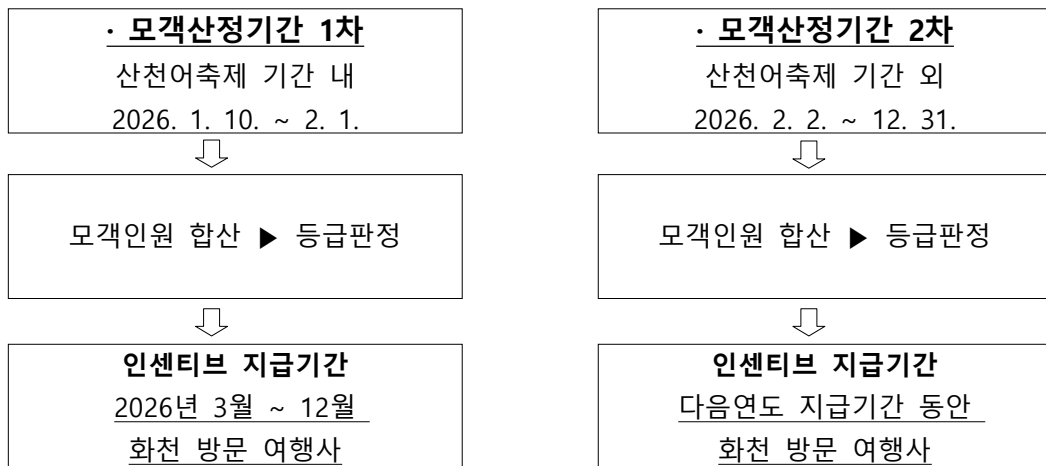 · 모객산정기간 1차
산천어축제 기간 내
2026. 1. 10. ~ 2. 1.
모객인원 합산 ▶ 등급판정
인센티브 지급기간
2026년 3월 ~ 12월
화천 방문 여행사
· 모객산정기간 2차
산천어축제 기간 외
2026. 2. 2. ~ 12. 31.
모객인원 합산 ▶ 등급판정
인센티브 지급기간
다음연도 지급기간 동안
화천 방문 여행사